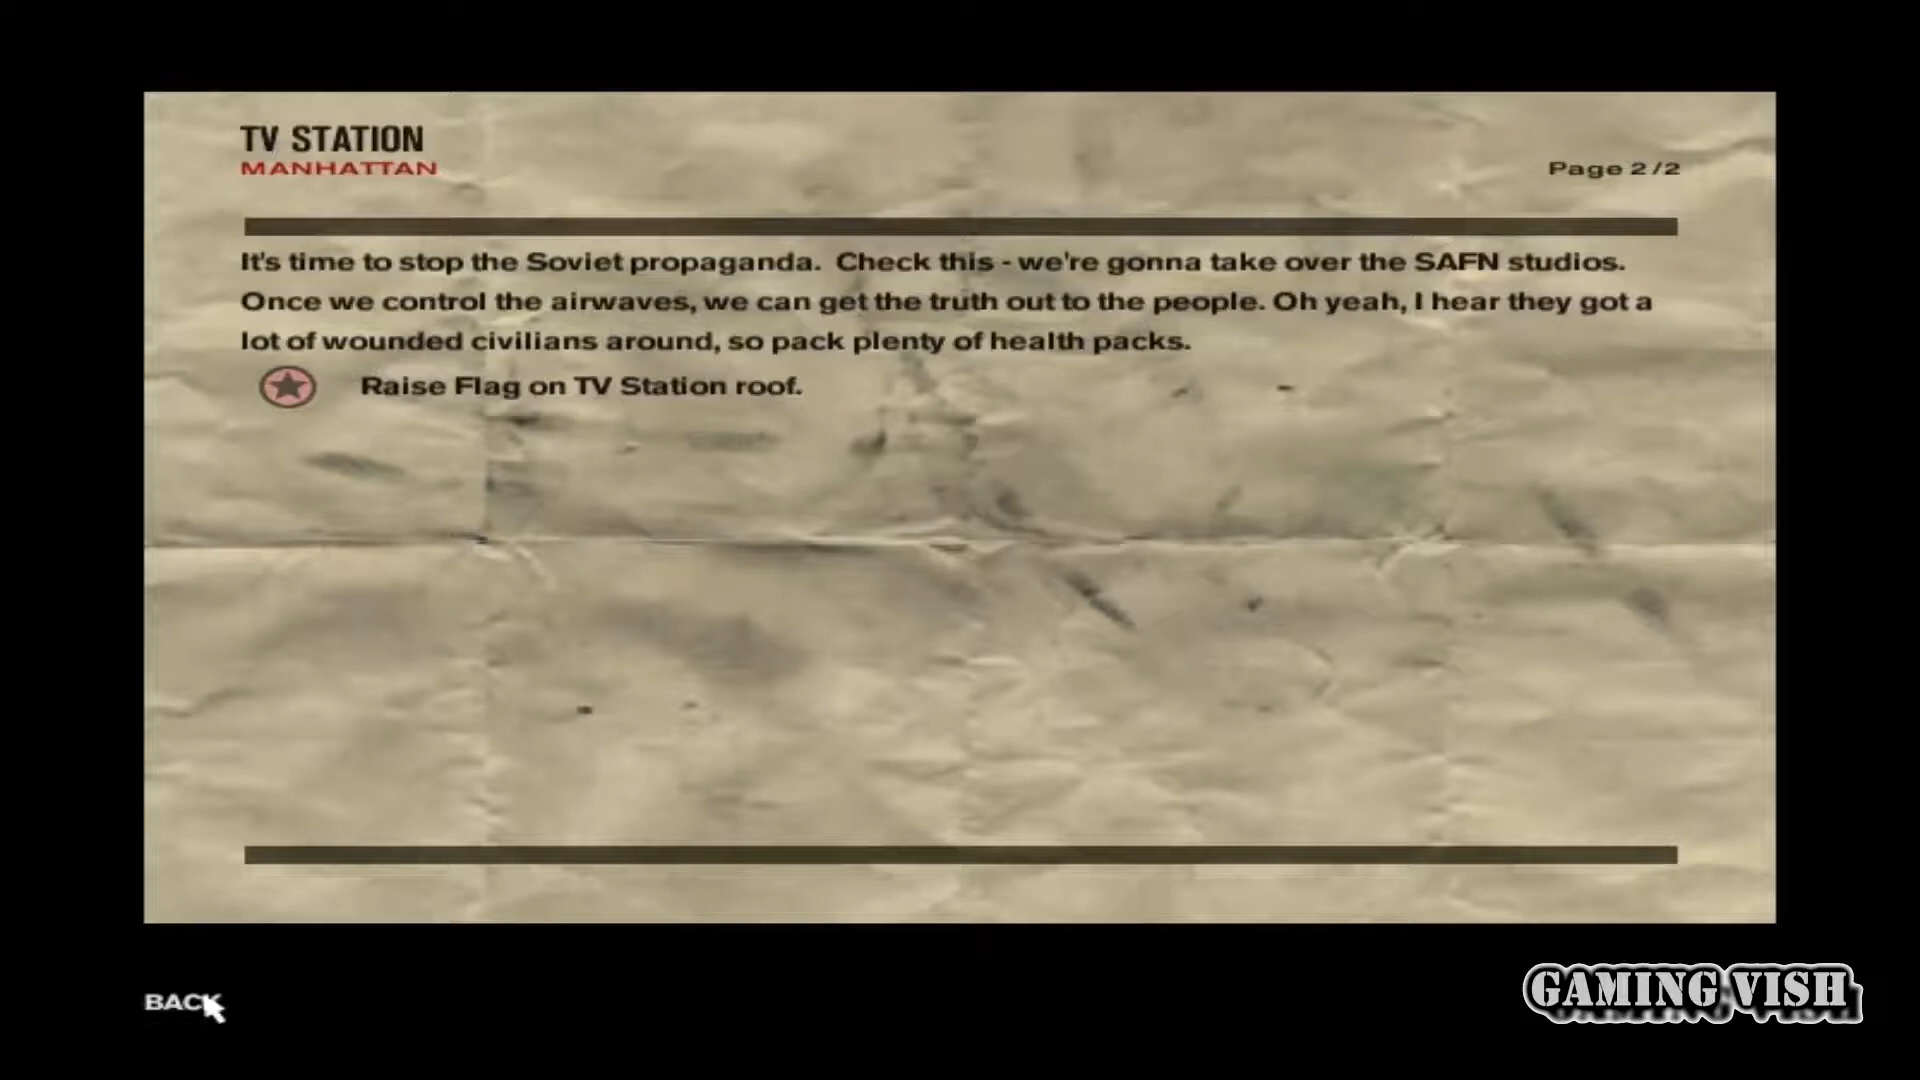 TV STATION
MANHATTAN
Page 2/2
It's time to stop the Soviet propaganda.  Check this - we're gonna take over the SAFN studios.
Once we control the airwaves, we can get the truth out to the people. Oh yeah, I hear they got a
lot of wounded civilians around, so pack plenty of health packs.
Raise Flag on TV Station roof.
BACK
GAMING VISH